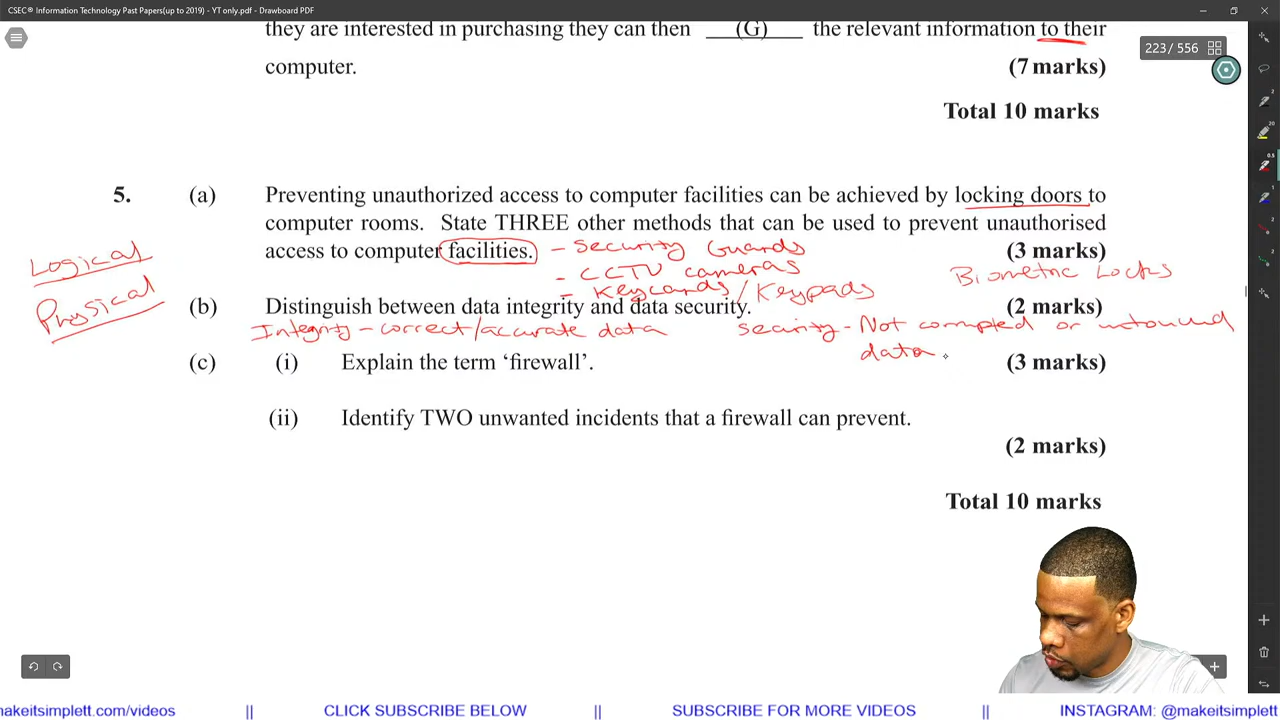 CSEC® Information Technology Past Papers(up to 2019) - YT only.pdf - Drawboard PDF
they are interested in purchasing they can then (G) the relevant information to their
223/556
computer. (7 marks)
Total 10 marks
5. (a) Preventing unauthorized access to computer facilities can be achieved by locking doors to
computer rooms. State THREE other methods that can be used to prevent unauthorised
access to computer facilities. - Security Guards (3 marks)
Logical
- CCTV cameras Biometric Locks
- Keycards/Keypads
Physical
(b) Distinguish between data integrity and data security. (2 marks)
Integrity - correct/accurate data Security - Not corrupted or
data
(c) (i) Explain the term ‘firewall’. (3 marks)
(ii) Identify TWO unwanted incidents that a firewall can prevent.
(2 marks)
Total 10 marks
makeitsimplett.com/videos || CLICK SUBSCRIBE BELOW || SUBSCRIBE FOR MORE VIDEOS || INSTAGRAM: @makeitsimplett